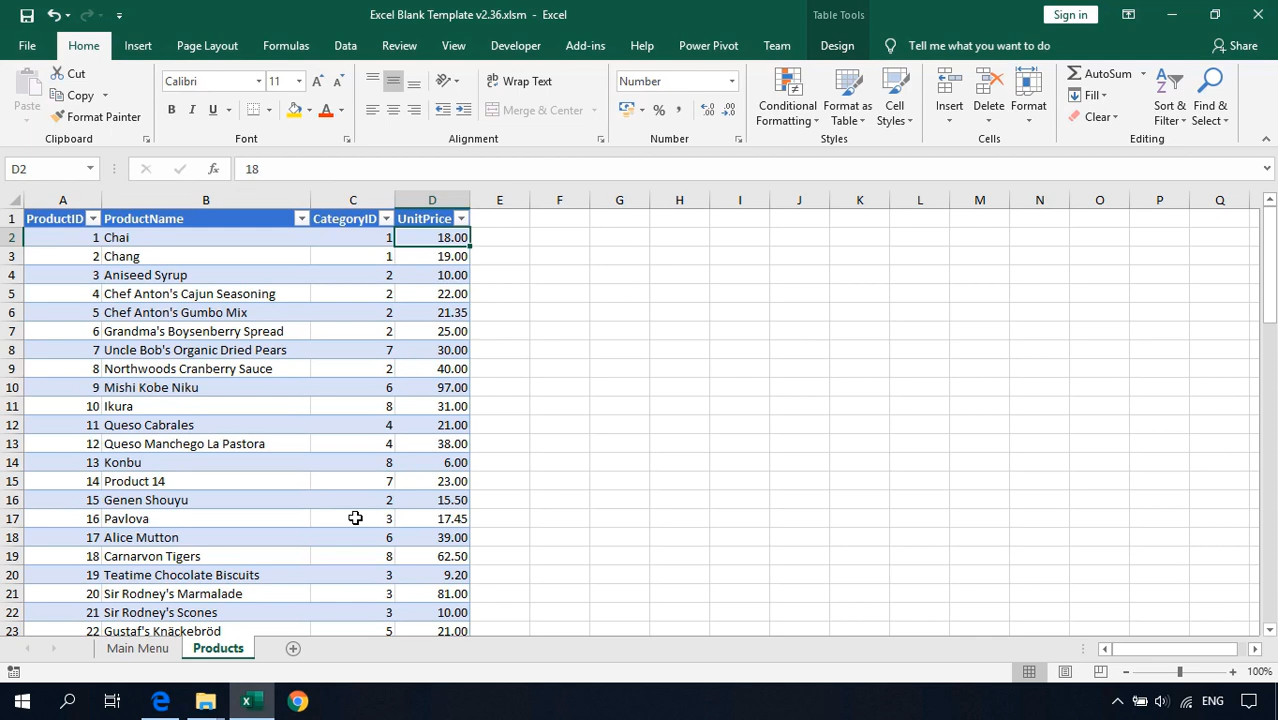 Excel Blank Template v2.36.xlsm - Excel
Table Tools
Sign in
File Home Insert Page Layout Formulas Data Review View Developer Add-ins Help Power Pivot Team Design Tell me what you want to do Share
Paste
Cut
Copy
Format Painter
Clipboard
Calibri 11
B I U
A A
Font
Wrap Text
Merge & Center
Alignment
Number
% ,
Number
Conditional Formatting
Format as Table
Cell Styles
Styles
Insert Delete Format
Cells
AutoSum
Fill
Clear
Sort & Filter
Find & Select
Editing
D2 fx 18
A B C D E F G H I J K L M N O P Q
1 ProductID ProductName CategoryID UnitPrice
2 1 Chai 1 18.00
3 2 Chang 1 19.00
4 3 Aniseed Syrup 2 10.00
5 4 Chef Anton's Cajun Seasoning 2 22.00
6 5 Chef Anton's Gumbo Mix 2 21.35
7 6 Grandma's Boysenberry Spread 2 25.00
8 7 Uncle Bob's Organic Dried Pears 7 30.00
9 8 Northwoods Cranberry Sauce 2 40.00
10 9 Mishi Kobe Niku 6 97.00
11 10 Ikura 8 31.00
12 11 Queso Cabrales 4 21.00
13 12 Queso Manchego La Pastora 4 38.00
14 13 Konbu 8 6.00
15 14 Product 14 7 23.00
16 15 Genen Shouyu 2 15.50
17 16 Pavlova 3 17.45
18 17 Alice Mutton 6 39.00
19 18 Carnarvon Tigers 8 62.50
20 19 Teatime Chocolate Biscuits 3 9.20
21 20 Sir Rodney's Marmalade 3 81.00
22 21 Sir Rodney's Scones 3 10.00
23 22 Gustaf's Knäckebröd 5 21.00
Main Menu Products
100%
ENG